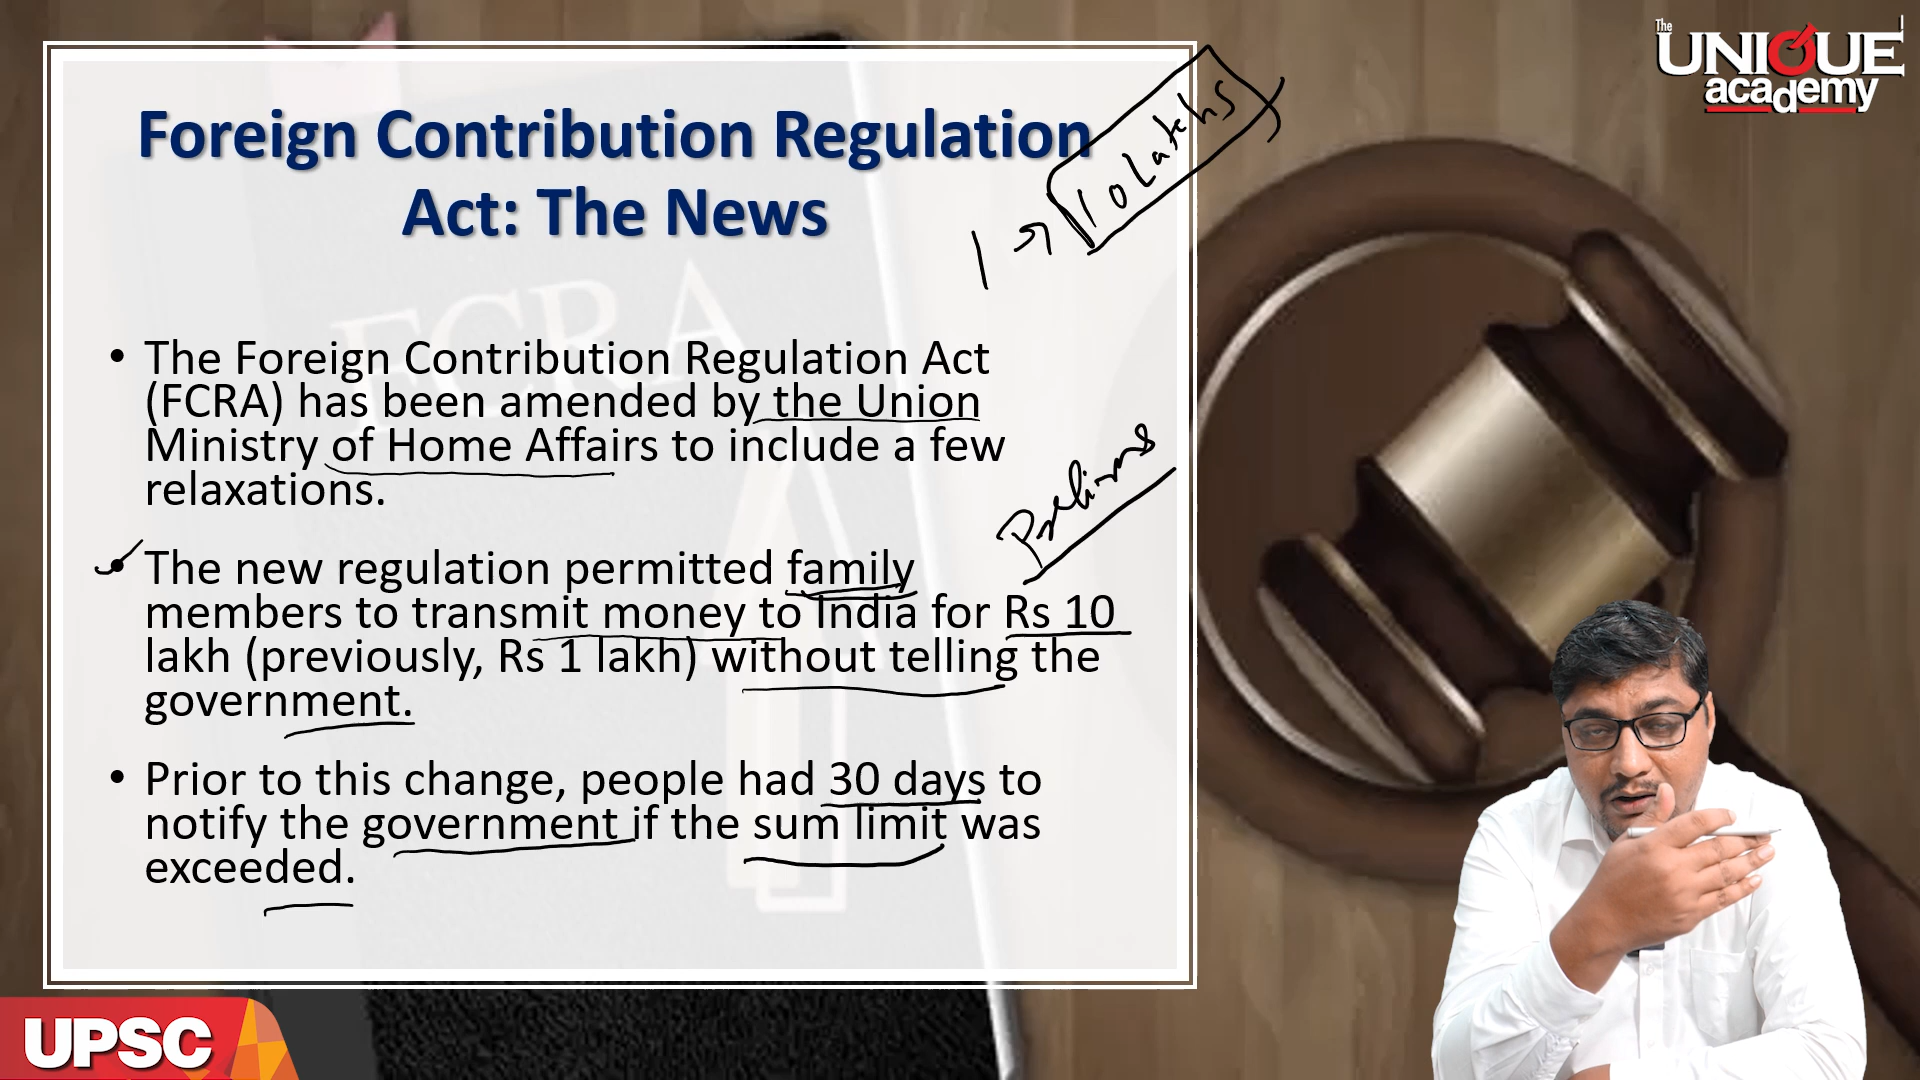 The
UNIQUE
academy
Foreign Contribution Regulation
Act: The News
1 → 10 Lakhs
FCRA
• The Foreign Contribution Regulation Act
(FCRA) has been amended by the Union
Ministry of Home Affairs to include a few
relaxations.
Prelims
• The new regulation permitted family
members to transmit money to India for Rs 10
lakh (previously, Rs 1 lakh) without telling the
government.
• Prior to this change, people had 30 days to
notify the government if the sum limit was
exceeded.
UPSC